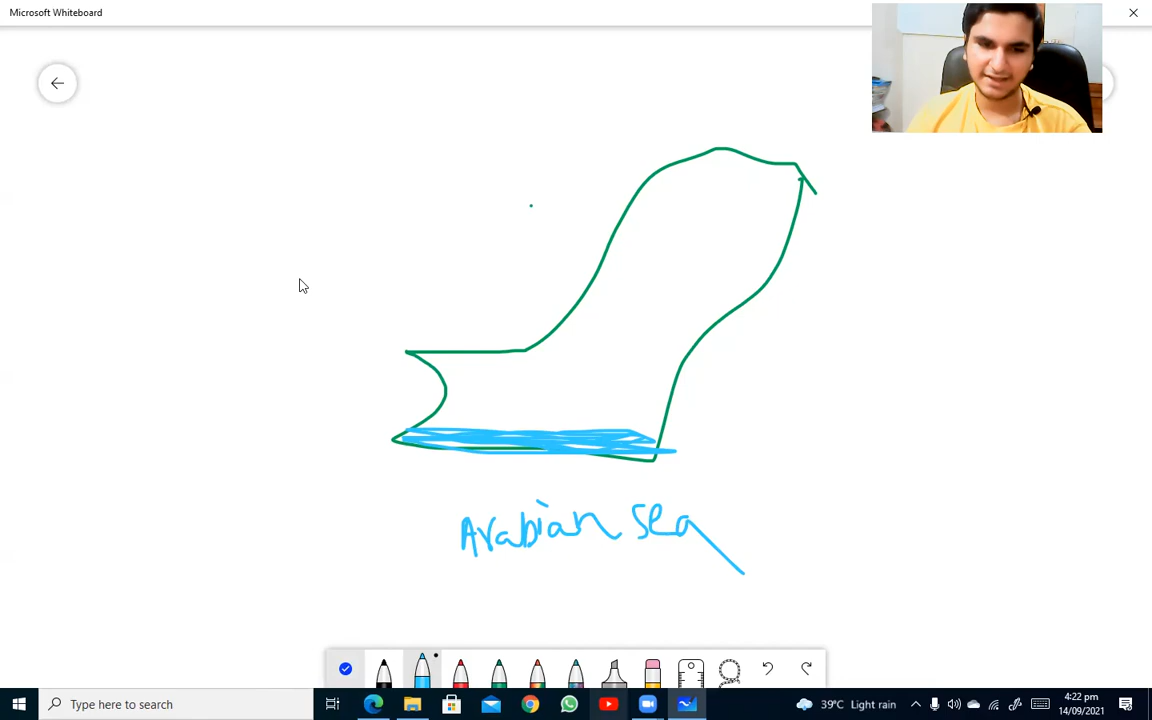 Microsoft Whiteboard
Arabian sea
Type here to search
39°C Light rain
4:22 pm
14/09/2021